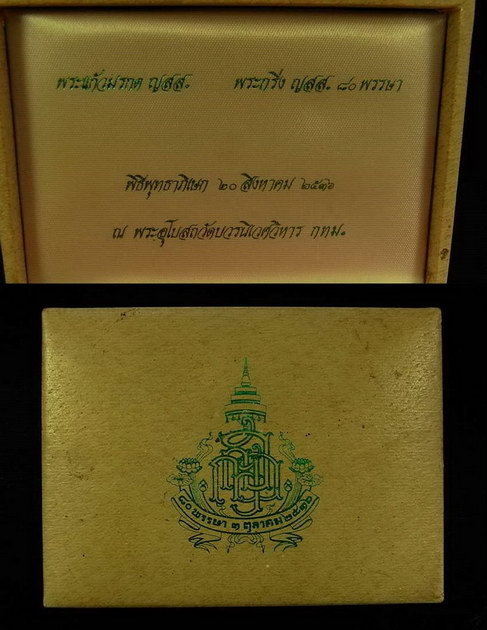 พระแก้วมรกต ญสส. พระกริ่ง ญสส. ๘๐ พรรษา
พิธีพุทธาภิเษก ๒๐ สิงหาคม ๒๕๓๖
ณ พระอุโบสถวัดบวรนิเวศวิหาร กทม.
๘๐ พรรษา ๓ ตุลาคม ๒๕๓๖